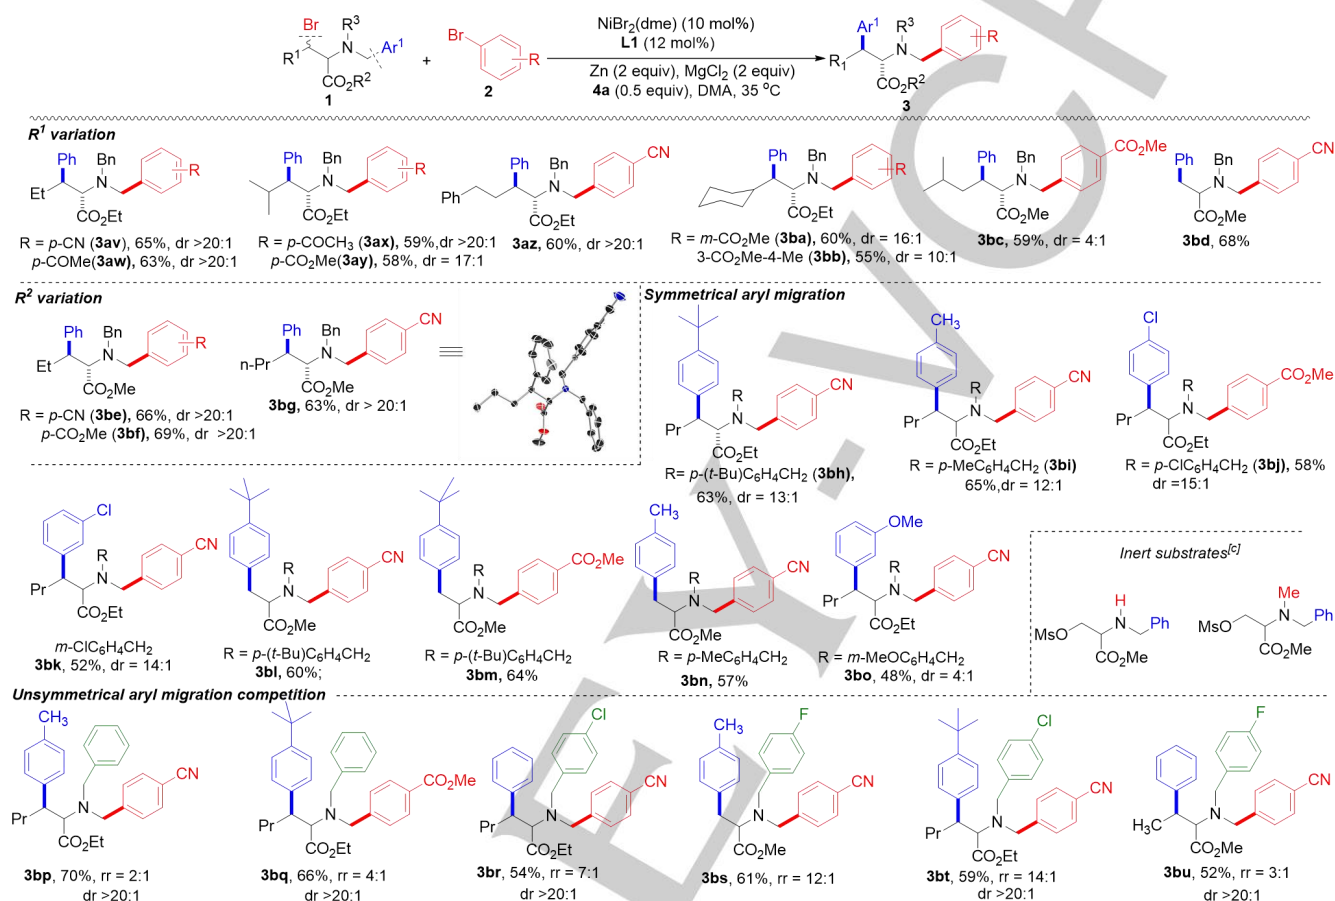 Br R³ R¹ N Ar¹ CO₂R² 1
+
Br R 2
NiBr₂(dme) (10 mol%)
L1 (12 mol%)
Zn (2 equiv), MgCl₂ (2 equiv)
4a (0.5 equiv), DMA, 35 °C
Ar¹ R³ R₁ N R CO₂R² 3
R¹ variation
Ph Bn Et N R CO₂Et
R = p-CN (3av), 65%, dr >20:1
p-COMe(3aw), 63%, dr >20:1
Ph Bn N R CO₂Et
R = p-COCH₃ (3ax), 59%,dr >20:1
p-CO₂Me(3ay), 58%, dr = 17:1
Ph Bn CN Ph N CO₂Et
3az, 60%, dr >20:1
Ph Bn N R CO₂Et
R = m-CO₂Me (3ba), 60%, dr = 16:1
3-CO₂Me-4-Me (3bb), 55%, dr = 10:1
Ph Bn CO₂Me N CO₂Me
3bc, 59%, dr = 4:1
Ph Bn CN N CO₂Me
3bd, 68%
R² variation
Ph Bn Et N R CO₂Me
R = p-CN (3be), 66%, dr >20:1
p-CO₂Me (3bf), 69%, dr >20:1
Ph Bn CN n-Pr N CO₂Me
3bg, 63%, dr > 20:1
Symmetrical aryl migration
R CN Pr N CO₂Et
R= p-(t-Bu)C6H4CH₂ (3bh),
63%, dr = 13:1
CH₃ R CN Pr N CO₂Et
R = p-MeC6H4CH₂ (3bi)
65%,dr = 12:1
Cl R CO₂Me Pr N CO₂Et
R = p-ClC6H4CH₂ (3bj), 58%
dr =15:1
Cl R CN Pr N CO₂Et
m-ClC6H4CH₂
3bk, 52%, dr = 14:1
R CN N CO₂Me
R = p-(t-Bu)C6H4CH₂
3bl, 60%;
R CO₂Me N CO₂Me
R = p-(t-Bu)C6H4CH₂
3bm, 64%
CH₃ R CN N CO₂Me
R = p-MeC6H4CH₂
3bn, 57%
OMe R CN Pr N CO₂Et
R = m-MeOC6H4CH₂
3bo, 48%, dr = 4:1
Inert substrates[c]
H MsO N Ph CO₂Me
Me MsO N Ph CO₂Me
Unsymmetrical aryl migration competition
CH₃ CN Pr N CO₂Et
3bp, 70%, rr = 2:1
dr >20:1
CO₂Me Pr N CO₂Et
3bq, 66%, rr = 4:1
dr >20:1
Cl CN Pr N CO₂Et
3br, 54%, rr = 7:1
dr >20:1
CH₃ F CN N CO₂Me
3bs, 61%, rr = 12:1
Cl CN Pr N CO₂Et
3bt, 59%, rr = 14:1
dr >20:1
F CN H₃C N CO₂Me
3bu, 52%, rr = 3:1
dr >20:1